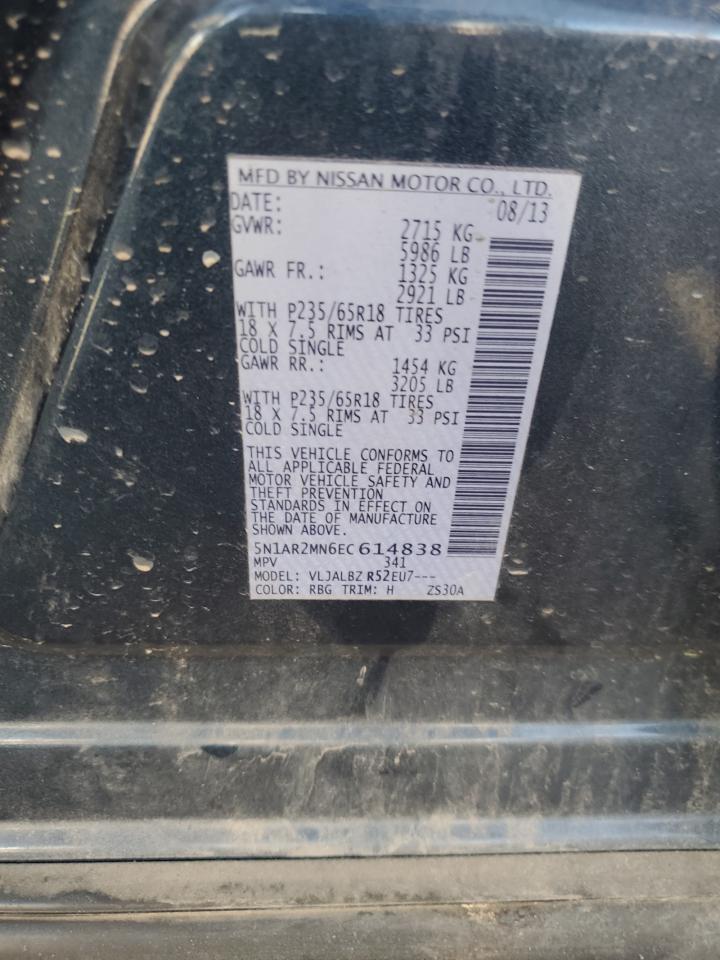 MFD BY NISSAN MOTOR CO., LTD.
DATE: 08/13
GVWR: 2715 KG
5986 LB
GAWR FR.: 1325 KG
2921 LB
WITH P235/65R18 TIRES
18 X 7.5 RIMS AT 33 PSI
COLD SINGLE
GAWR RR.: 1454 KG
3205 LB
WITH P235/65R18 TIRES
18 X 7.5 RIMS AT 33 PSI
COLD SINGLE
THIS VEHICLE CONFORMS TO
ALL APPLICABLE FEDERAL
MOTOR VEHICLE SAFETY AND
THEFT PREVENTION
STANDARDS IN EFFECT ON
THE DATE OF MANUFACTURE
SHOWN ABOVE.
5N1AR2MN6EC614838
MPV 341
MODEL: VLJALBZ R52EU7---
COLOR: RBG TRIM: H ZS30A